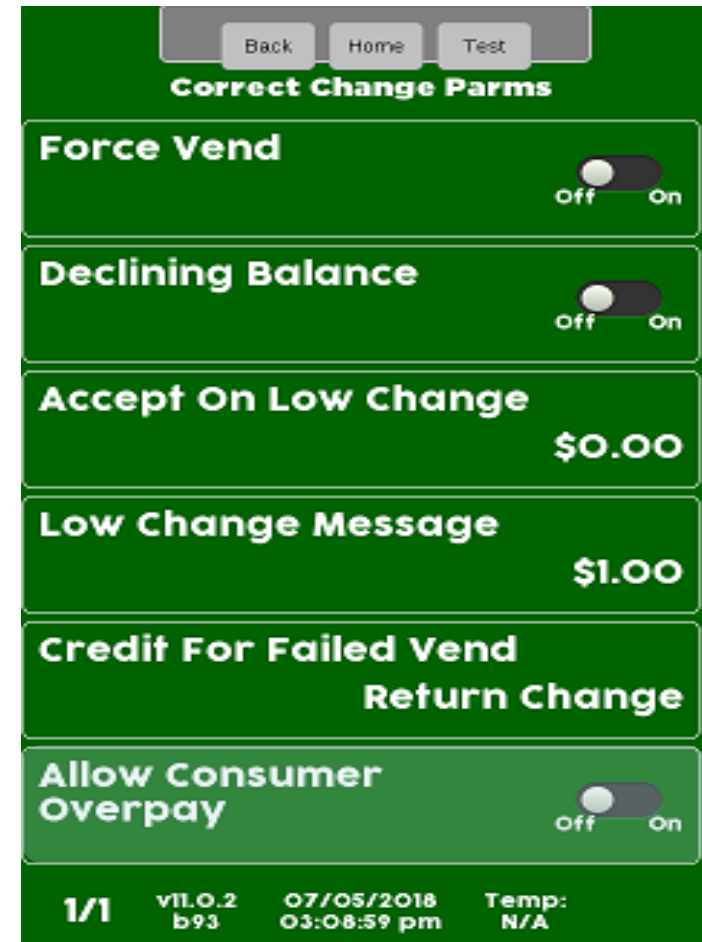 Back Home Test
Correct Change Parms
Force Vend
Off On
Declining Balance
Off On
Accept On Low Change
$0.00
Low Change Message
$1.00
Credit For Failed Vend
Return Change
Allow Consumer
Overpay
Off On
1/1 v11.0.2 07/05/2018 Temp:
b93 03:08:59 pm N/A